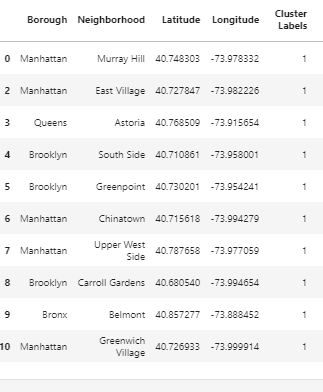 Borough Neighborhood Latitude Longitude Cluster Labels
0 Manhattan Murray Hill 40.748303 -73.978332 1
2 Manhattan East Village 40.727847 -73.982226 1
3 Queens Astoria 40.768509 -73.915654 1
4 Brooklyn South Side 40.710861 -73.958001 1
5 Brooklyn Greenpoint 40.730201 -73.954241 1
6 Manhattan Chinatown 40.715618 -73.994279 1
7 Manhattan Upper West Side 40.787658 -73.977059 1
8 Brooklyn Carroll Gardens 40.680540 -73.994654 1
9 Bronx Belmont 40.857277 -73.888452 1
10 Manhattan Greenwich Village 40.726933 -73.999914 1